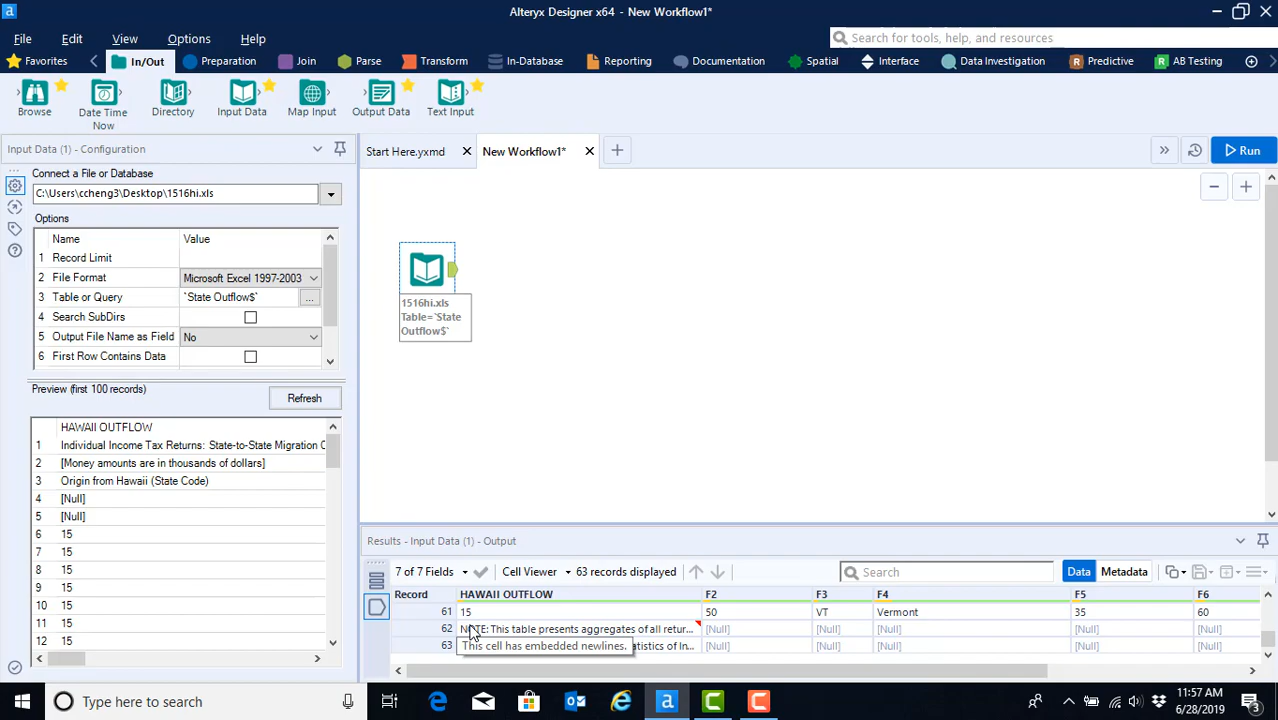 a Alteryx Designer x64 - New Workflow1*
File Edit View Options Help Search for tools, help, and resources
Favorites In/Out Preparation Join Parse Transform In-Database Reporting Documentation Spatial Interface Data Investigation R Predictive R AB Testing
Browse Date Time Now Directory Input Data Map Input Output Data Text Input
Input Data (1) - Configuration
Start Here.yxmd New Workflow1* Run
Connect a File or Database
C:\Users\ccheng3\Desktop\1516hi.xls
Options
Name Value
1 Record Limit
2 File Format Microsoft Excel 1997-2003
3 Table or Query `State Outflow$` ...
4 Search SubDirs
5 Output File Name as Field No
6 First Row Contains Data
1516hi.xls
Table=`State
Outflow$`
Preview (first 100 records)
Refresh
HAWAII OUTFLOW
1 Individual Income Tax Returns: State-to-State Migration
2 [Money amounts are in thousands of dollars]
3 Origin from Hawaii (State Code)
4 [Null]
5 [Null]
6 15
7 15
8 15
9 15
10 15
11 15
12 15
Results - Input Data (1) - Output
7 of 7 Fields Cell Viewer 63 records displayed Search Data Metadata
Record HAWAII OUTFLOW F2 F3 F4 F5 F6
61 15 50 VT Vermont 35 60
62 NOTE: This table presents aggregates of all retur... [Null] [Null] [Null] [Null] [Null]
63 This cell has embedded newlines. atistics of In... [Null] [Null] [Null] [Null] [Null]
Type here to search a C C 11:57 AM
6/28/2019 3